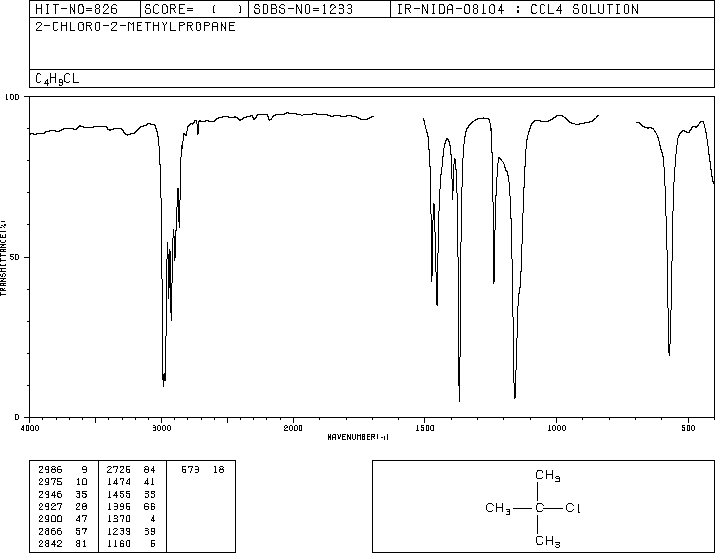 HIT-NO=826 SCORE= ( ) SDBS-NO=1233 IR-NIDA-08104 : CCL4 SOLUTION
2-CHLORO-2-METHYLPROPANE
C4H9CL
100
50
0
TRANSMITTANCE(%)
4000 3000 2000 1500 1000 500
WAVENUMBER(-1)
2986 9 2726 84 573 18
2975 10 1474 41
2946 35 1455 33
2927 28 1396 66
2900 47 1370 4
2866 57 1239 39
2842 81 1160 5
CH3
CH3 C Cl
CH3